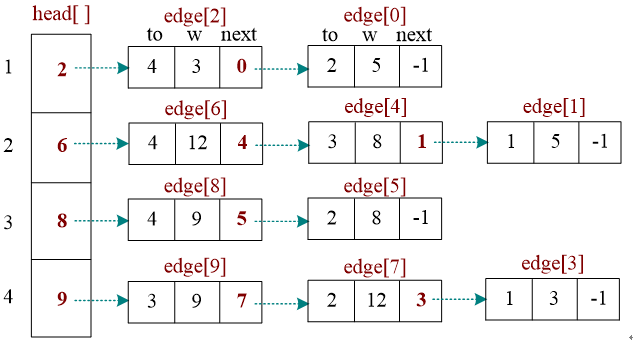 head[ ] edge[2] edge[0]
to w next to w next
1 2 4 3 0 2 5 -1
edge[6] edge[4] edge[1]
2 6 4 12 4 3 8 1 1 5 -1
edge[8] edge[5]
3 8 4 9 5 2 8 -1
edge[9] edge[7] edge[3]
4 9 3 9 7 2 12 3 1 3 -1